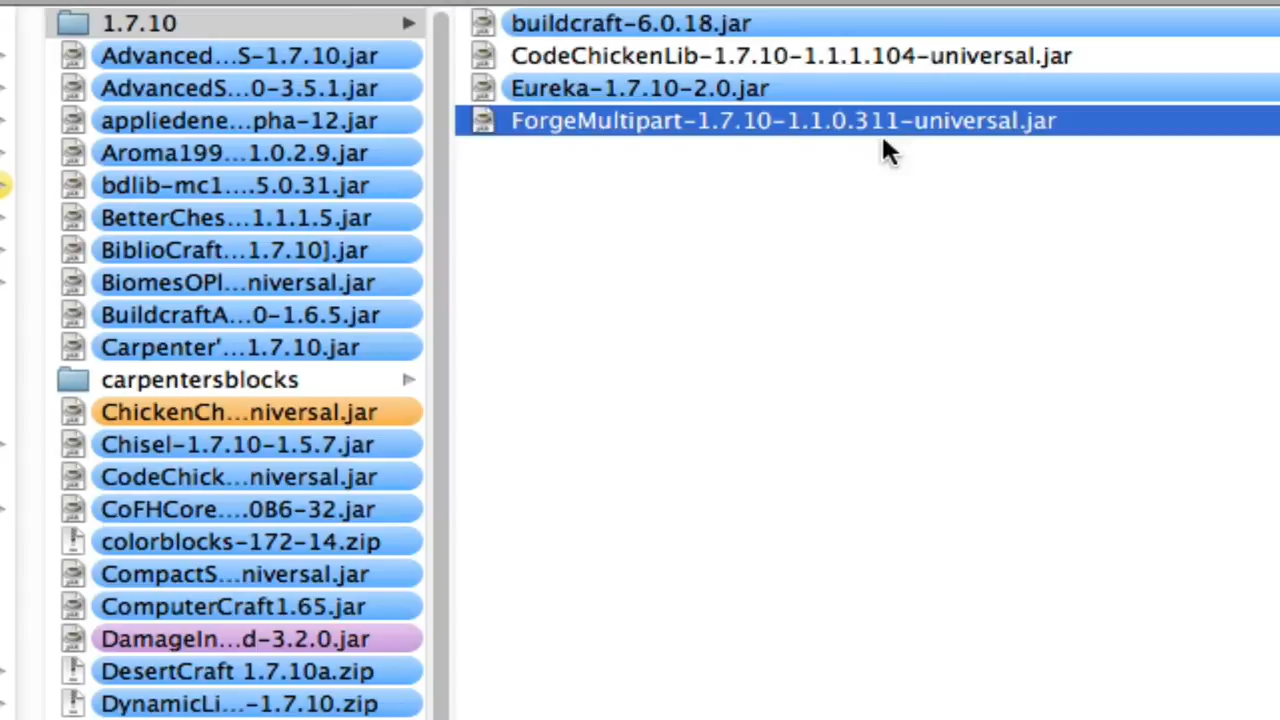 1.7.10
Advanced...S-1.7.10.jar
AdvancedS...0-3.5.1.jar
appliedene...pha-12.jar
Aroma199...1.0.2.9.jar
bdlib-mc1....5.0.31.jar
BetterChes...1.1.1.5.jar
BiblioCraft...1.7.10].jar
BiomesOPl...niversal.jar
BuildcraftA...0-1.6.5.jar
Carpenter'...1.7.10.jar
carpentersblocks
ChickenCh...niversal.jar
Chisel-1.7.10-1.5.7.jar
CodeChick...niversal.jar
CoFHCore....0B6-32.jar
colorblocks-172-14.zip
CompactS...niversal.jar
ComputerCraft1.65.jar
DamageIn...d-3.2.0.jar
DesertCraft 1.7.10a.zip
DynamicLi...-1.7.10.zip
buildcraft-6.0.18.jar
CodeChickenLib-1.7.10-1.1.1.104-universal.jar
Eureka-1.7.10-2.0.jar
ForgeMultipart-1.7.10-1.1.0.311-universal.jar